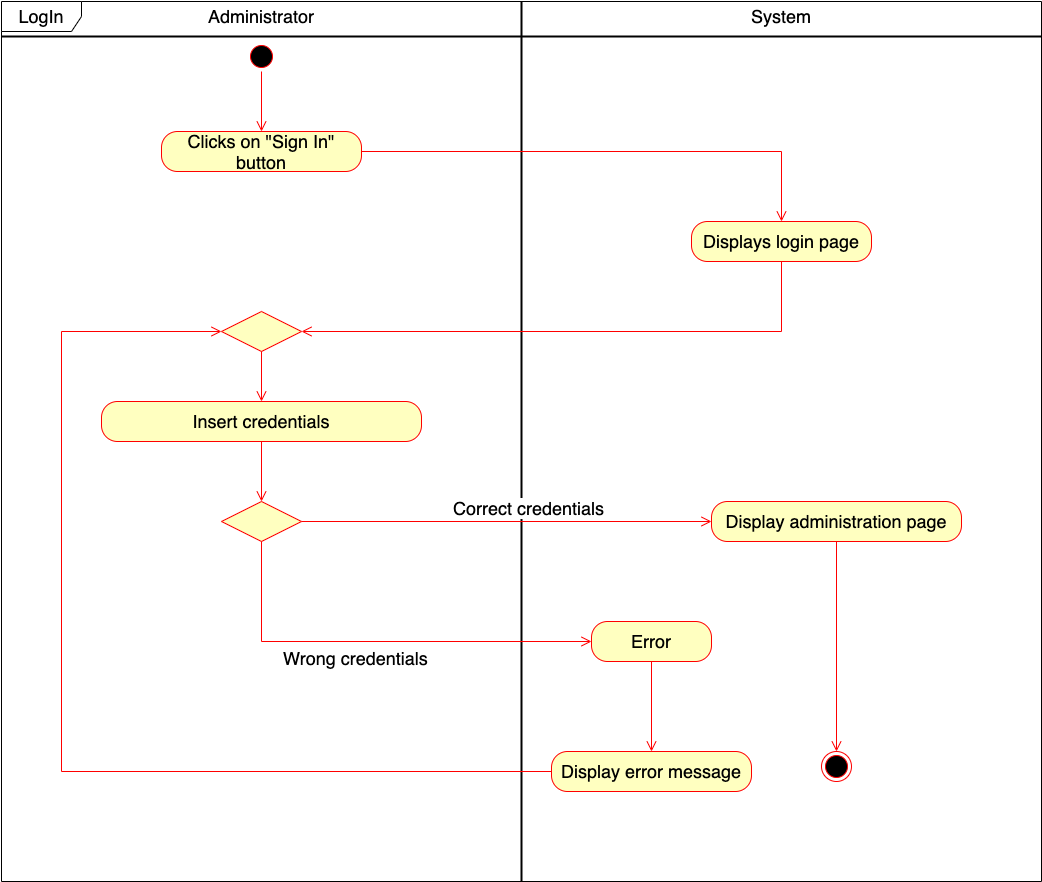 LogIn
Administrator
System
Clicks on "Sign In"
button
Displays login page
Insert credentials
Correct credentials
Display administration page
Error
Wrong credentials
Display error message